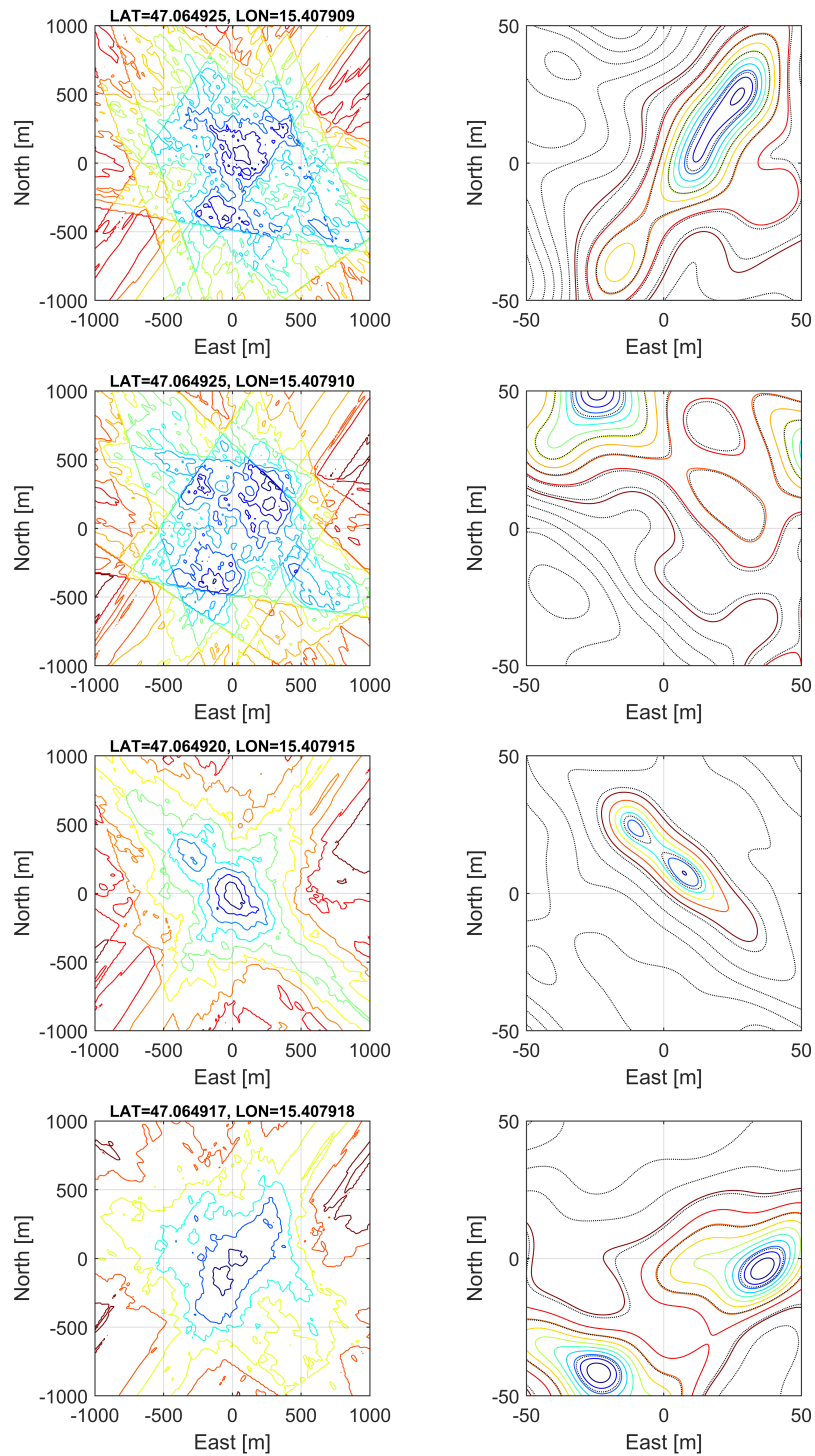 LAT=47.064925, LON=15.407909
1000
500
0
-500
-1000
North [m]
-1000 -500 0 500 1000
East [m]
50
0
-50
North [m]
-50 0 50
East [m]
LAT=47.064925, LON=15.407910
1000
500
0
-500
-1000
North [m]
-1000 -500 0 500 1000
East [m]
50
0
-50
North [m]
-50 0 50
East [m]
LAT=47.064920, LON=15.407915
1000
500
0
-500
-1000
North [m]
-1000 -500 0 500 1000
East [m]
50
0
-50
North [m]
-50 0 50
East [m]
LAT=47.064917, LON=15.407918
1000
500
0
-500
-1000
North [m]
-1000 -500 0 500 1000
East [m]
50
0
-50
North [m]
-50 0 50
East [m]